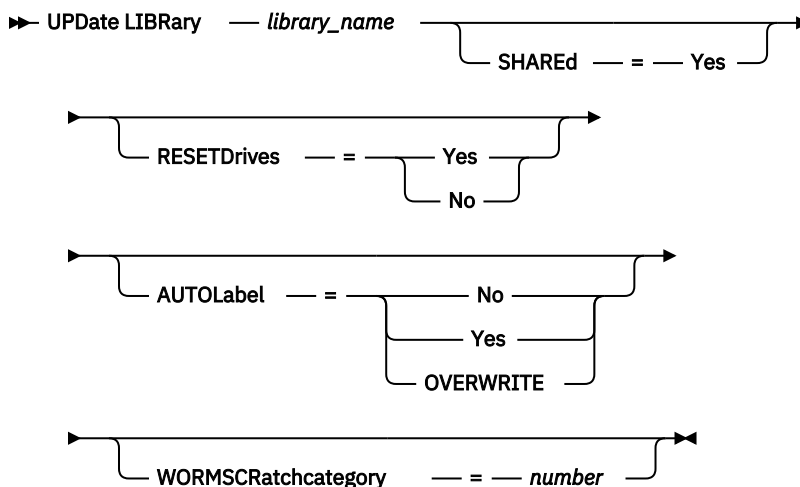 UPDate LIBRary library_name
SHAREd = Yes
RESETDrives = Yes
No
AUTOLabel = No
Yes
OVERWRITE
WORMSCRatchcategory = number